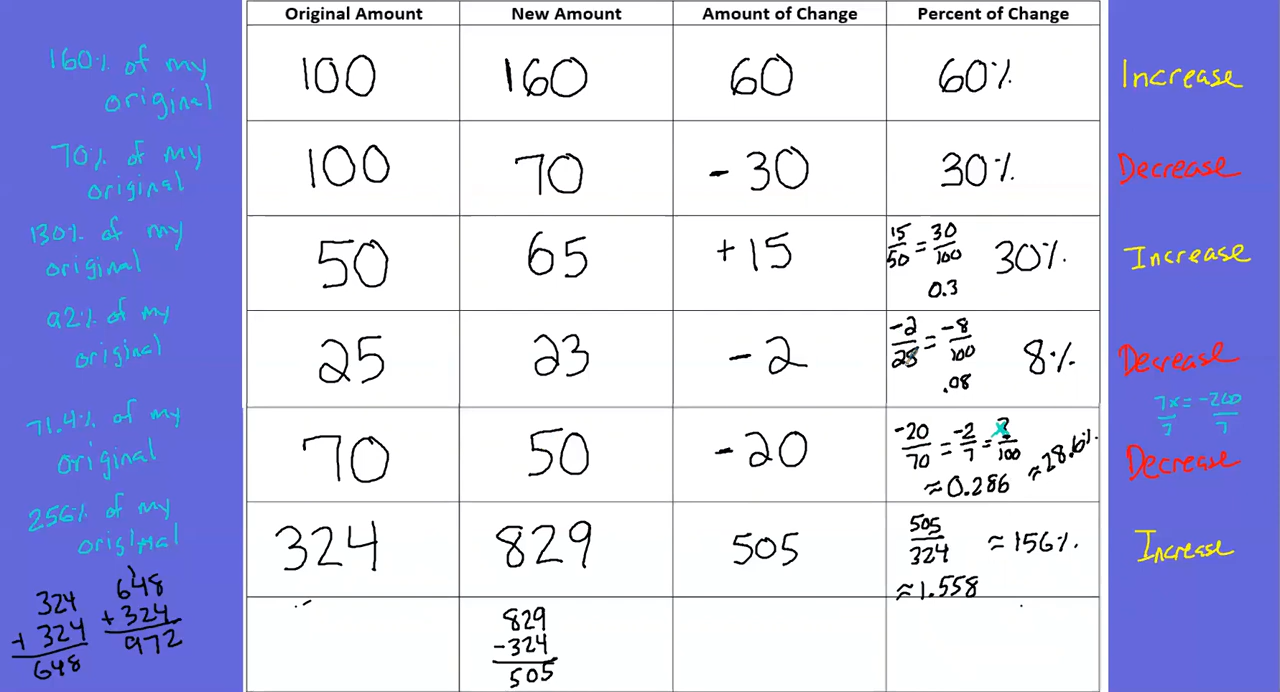 Original Amount New Amount Amount of Change Percent of Change
160% of my
original
100 160 60 60% Increase
70% of my
original
100 70 - 30 30% Decrease
130% of my
original
50 65 +15 15/50 = 30/100 30% Increase
0.3
92% of my
original
25 23 -2 -2/25 = -8/100 8% Decrease
.08
71.4% of my
original
70 50 -20 -20/70 = -2/7 = x/100 ≈28.6% Decrease
≈0.286
7x/7 = -200/7
256% of my
original
324 829 505 505/324 ≈156% Increase
≈1.558
324
+ 324
648
648
+324
972
829
-324
505